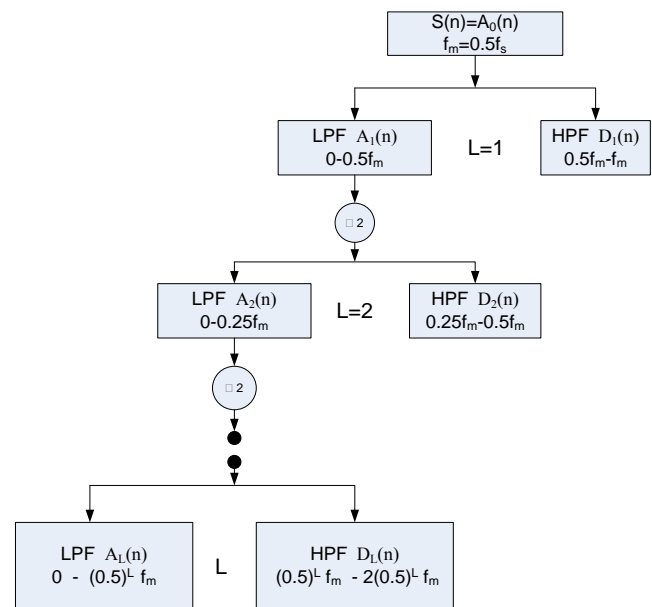 S(n)=A₀(n)
fₘ=0.5fₛ
LPF A₁(n)
0-0.5fₘ
L=1
HPF D₁(n)
0.5fₘ-fₘ
□ 2
LPF A₂(n)
0-0.25fₘ
L=2
HPF D₂(n)
0.25fₘ-0.5fₘ
□ 2
LPF A_L(n)
0 - (0.5)ᴸ fₘ
L
HPF D_L(n)
(0.5)ᴸ fₘ - 2(0.5)ᴸ fₘ